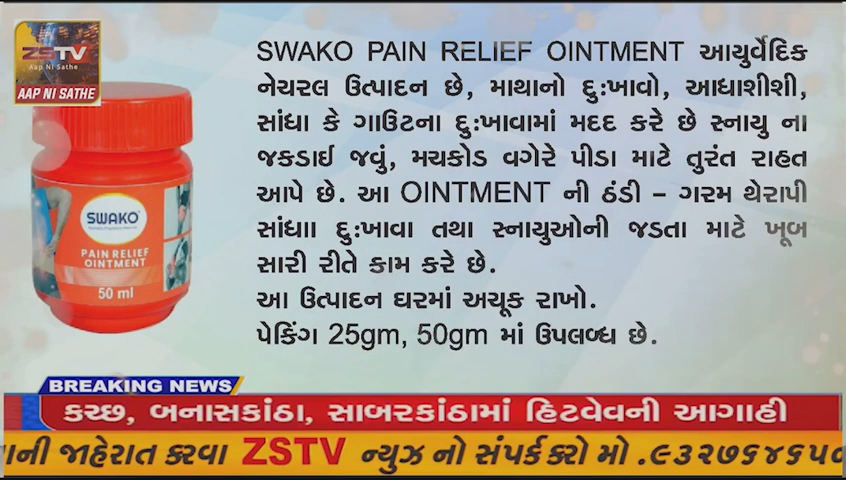 ZSTV
Aap Ni Sathe
AAP NI SATHE
SWAKO PAIN RELIEF OINTMENT આયુર્વેદિક
નેચરલ ઉત્પાદન છે, માથાનો દુઃખાવો, આધાશીશી,
સાંધા કે ગાઉટના દુઃખાવામાં મદદ કરે છે સ્નાયુ ના
જકડાઈ જવું, મચકોડ વગેરે પીડા માટે તુરંત રાહત
આપે છે. આ OINTMENT ની ઠંડી – ગરમ થેરાપી
સાંધાા દુઃખાવા તથા સ્નાયુઓની જડતા માટે ખૂબ
સારી રીતે કામ કરે છે.
આ ઉત્પાદન ઘરમાં અચૂક રાખો.
પેકિંગ 25gm, 50gm માં ઉપલબ્ધ છે.
SWAKO
PAIN RELIEF
OINTMENT
50 ml
BREAKING NEWS
કચ્છ, બનાસકાંઠા, સાબરકાંઠામાં હિટવેવની આગાહી
ની જાહેરાત કરવા ZSTV ન્યુઝ નો સંપર્ક કરો મો .૯૩૨૭૬૪૬૫